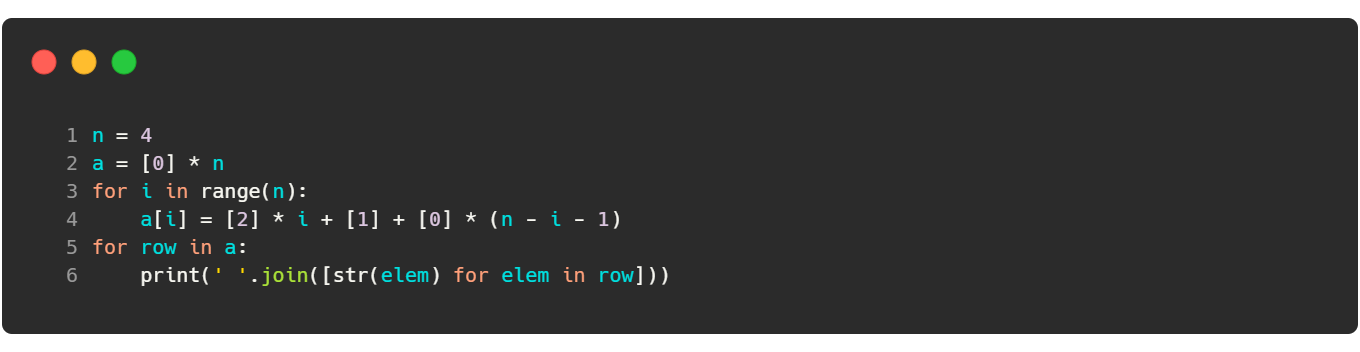 1 n = 4
2 a = [0] * n
3 for i in range(n):
4     a[i] = [2] * i + [1] + [0] * (n - i - 1)
5 for row in a:
6     print(' '.join([str(elem) for elem in row]))